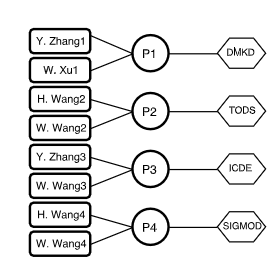 Y. Zhang1
W. Xu1
P1
DMKD
H. Wang2
W. Wang2
P2
TODS
Y. Zhang3
W. Wang3
P3
ICDE
H. Wang4
W. Wang4
P4
SIGMOD